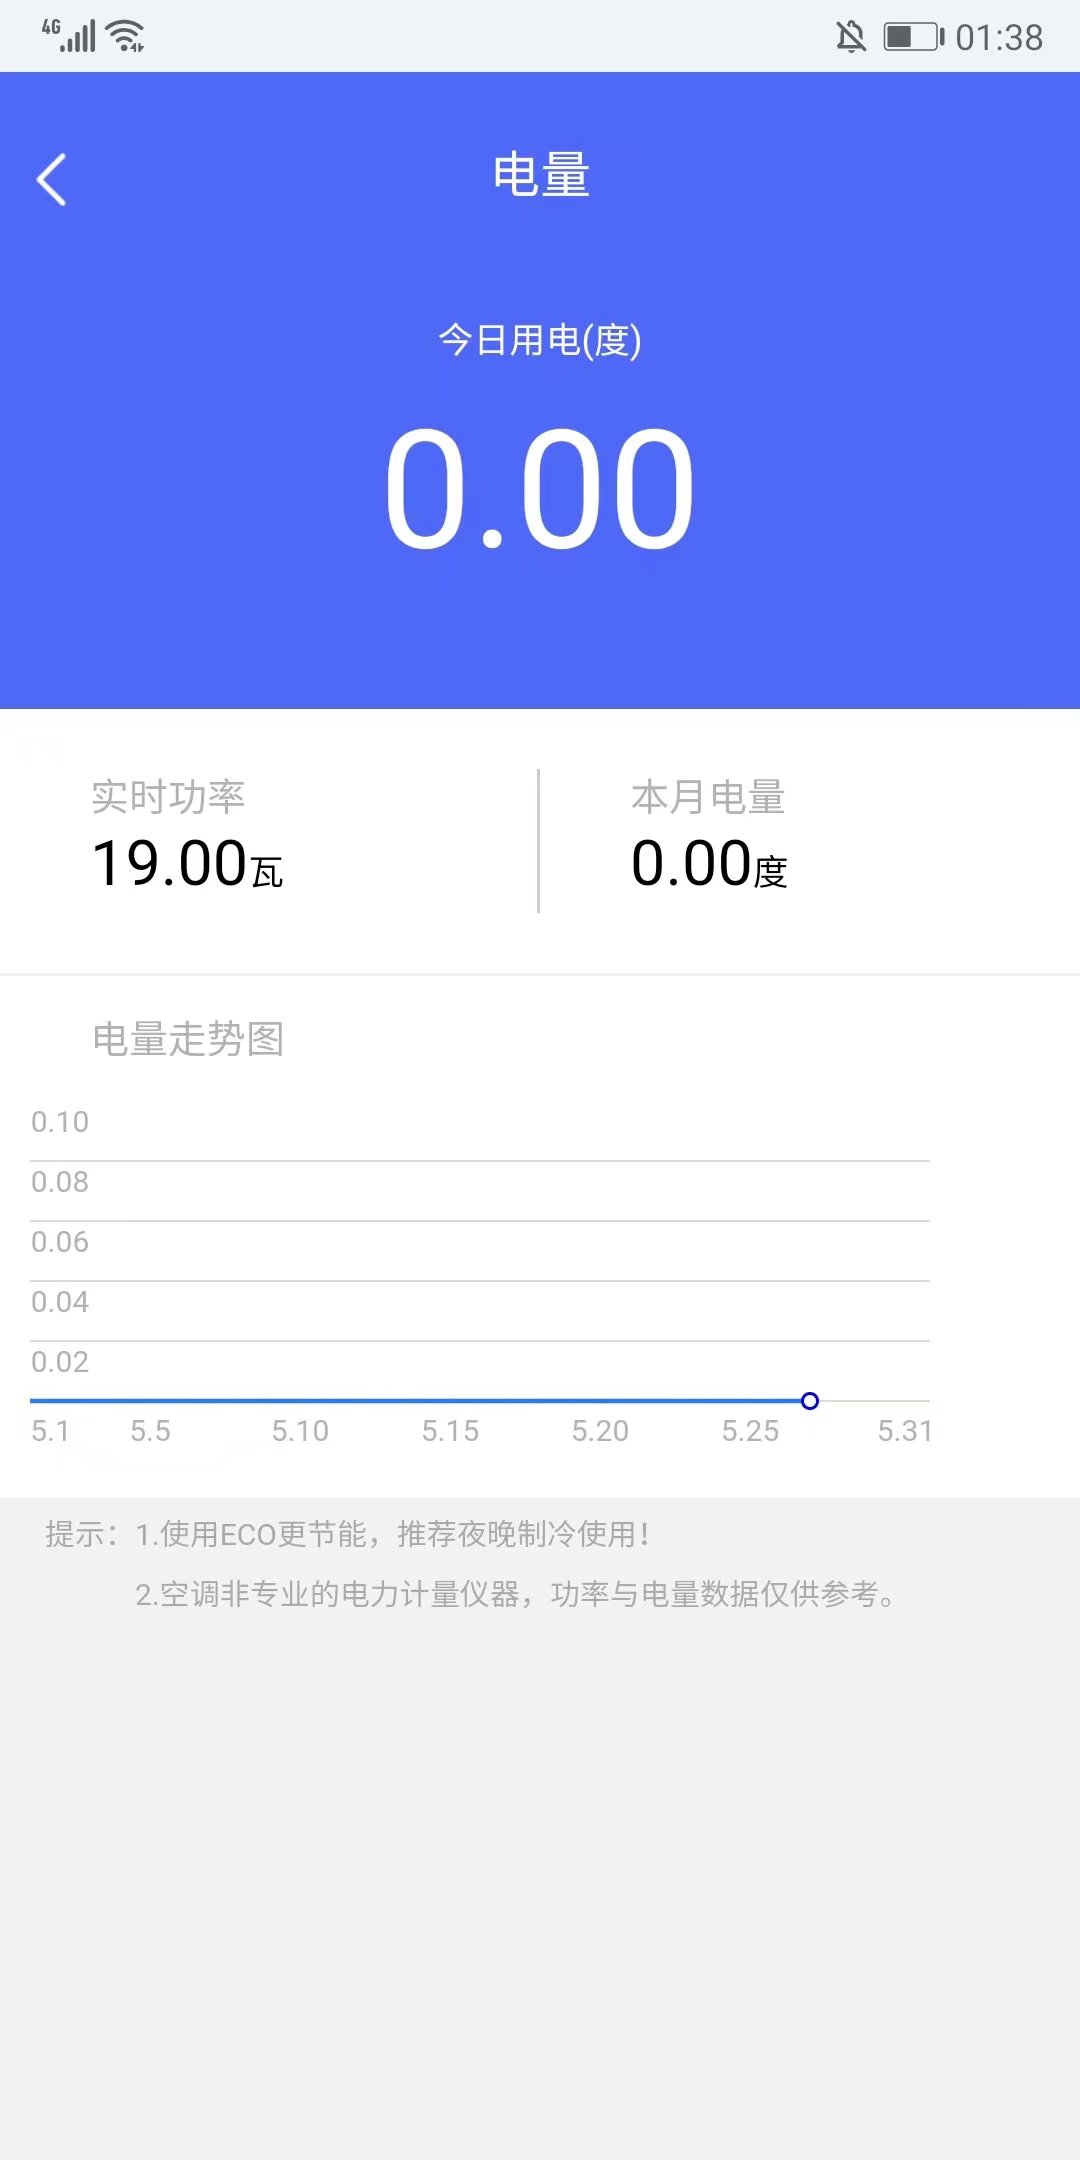 4G 01:38
电量
今日用电(度)
0.00
实时功率 本月电量
19.00瓦 0.00度
电量走势图
0.10
0.08
0.06
0.04
0.02
5.1 5.5 5.10 5.15 5.20 5.25 5.31
提示：1.使用ECO更节能，推荐夜晚制冷使用！
2.空调非专业的电力计量仪器，功率与电量数据仅供参考。